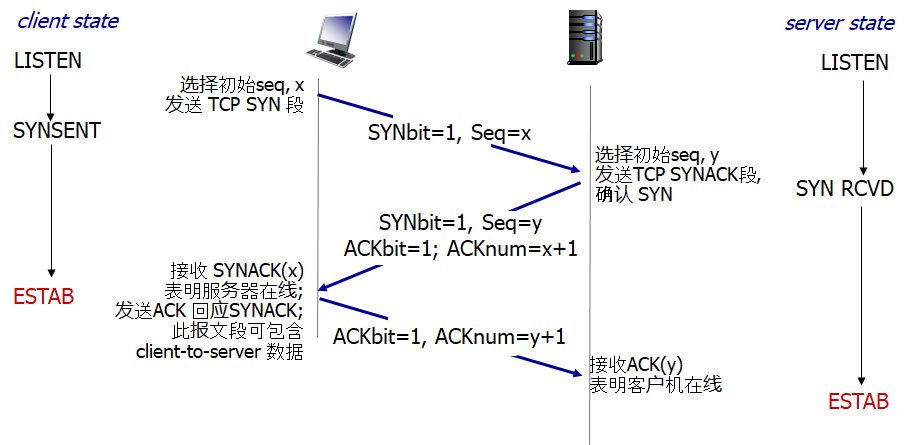 client state
server state
LISTEN
LISTEN
选择初始seq, x
发送 TCP SYN 段
SYNSENT
SYNbit=1, Seq=x
选择初始seq, y
发送TCP SYNACK段,
确认 SYN
SYN RCVD
SYNbit=1, Seq=y
ACKbit=1; ACKnum=x+1
接收 SYNACK(x)
表明服务器在线;
发送ACK 回应SYNACK;
此报文段可包含
client-to-server 数据
ESTAB
ACKbit=1, ACKnum=y+1
接收ACK(y)
表明客户机在线
ESTAB